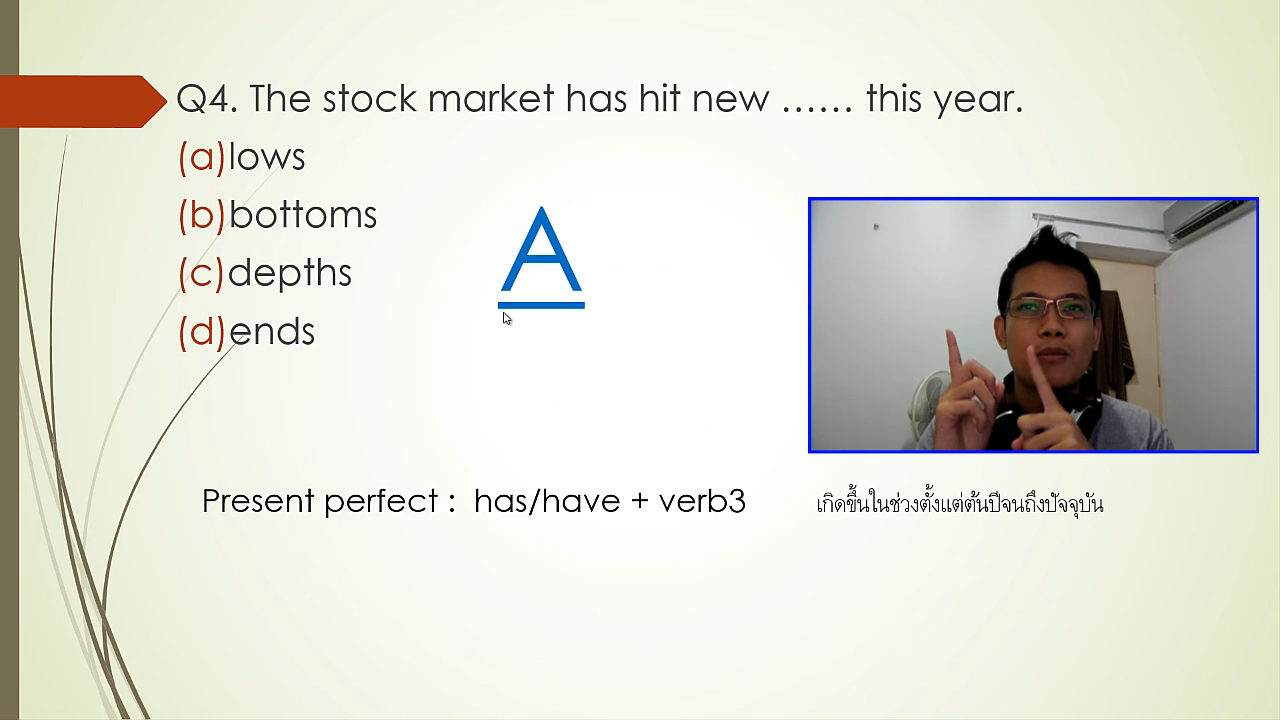 Q4. The stock market has hit new …… this year.
(a)lows
(b)bottoms
(c)depths
(d)ends
A
Present perfect : has/have + verb3
เกิดขึ้นในช่วงตั้งแต่ต้นปีจนถึงปัจจุบัน